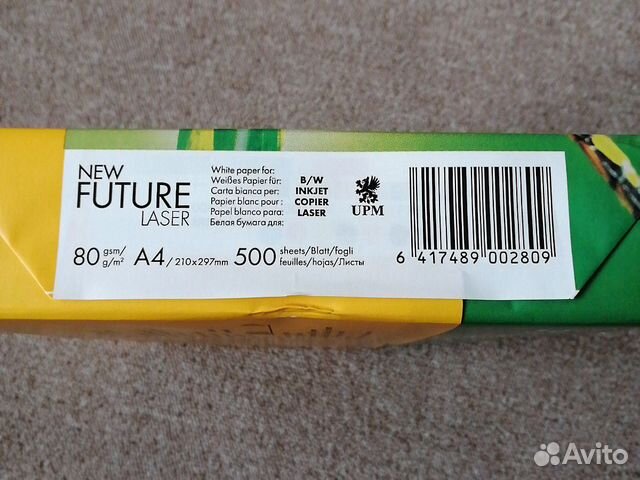 NEW
FUTURE
LASER
White paper for:
Weißes Papier für:
Carta bianca per:
Papier blanc pour :
Papel blanco para:
Белая бумага для:
B/W
INKJET
COPIER
LASER
UPM
80 gsm/ g/m² A4/210x297mm 500 sheets/Blatt/fogli
feuilles/hojas/Листы
6 417489 002809
Avito